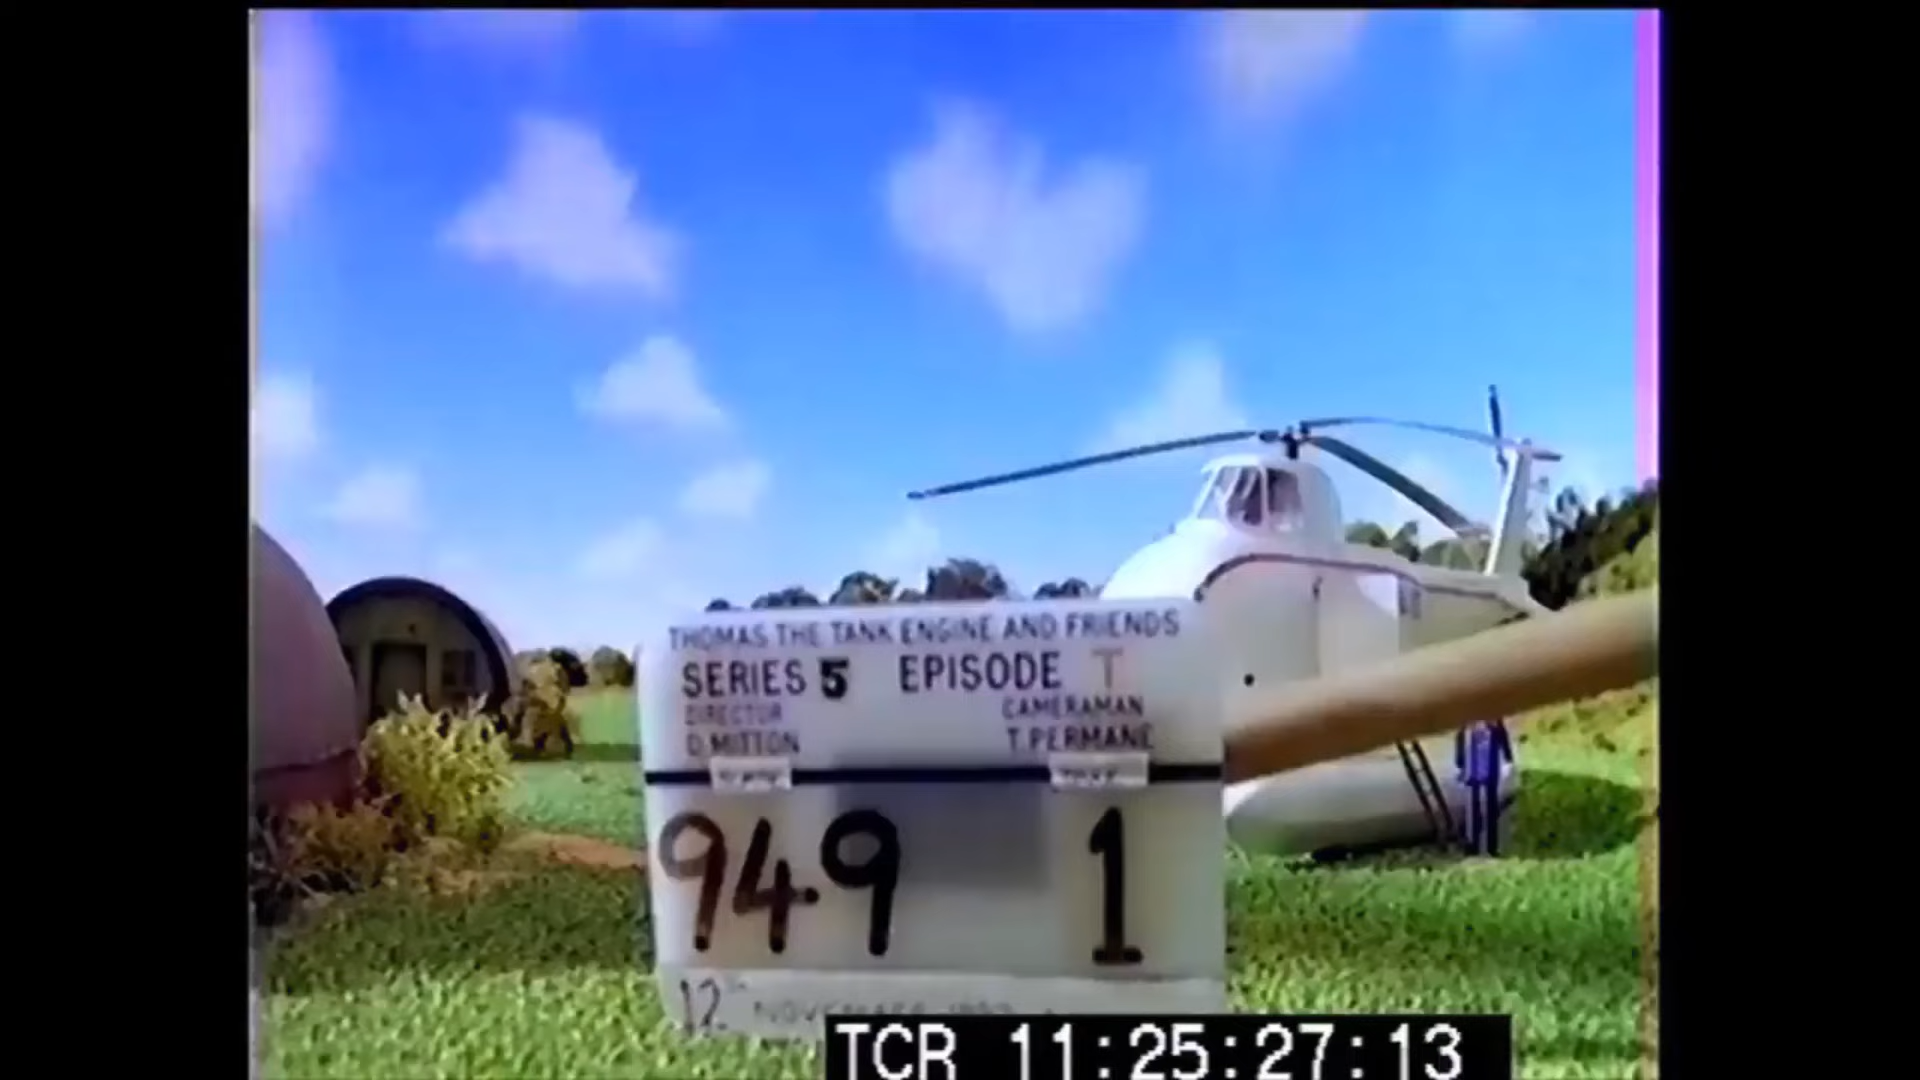 THOMAS THE TANK ENGINE AND FRIENDS
SERIES 5 EPISODE T
DIRECTOR CAMERAMAN
D.MITTON T.PERMANE
949 1
12TH NOVEMBER
TCR 11:25:27:13